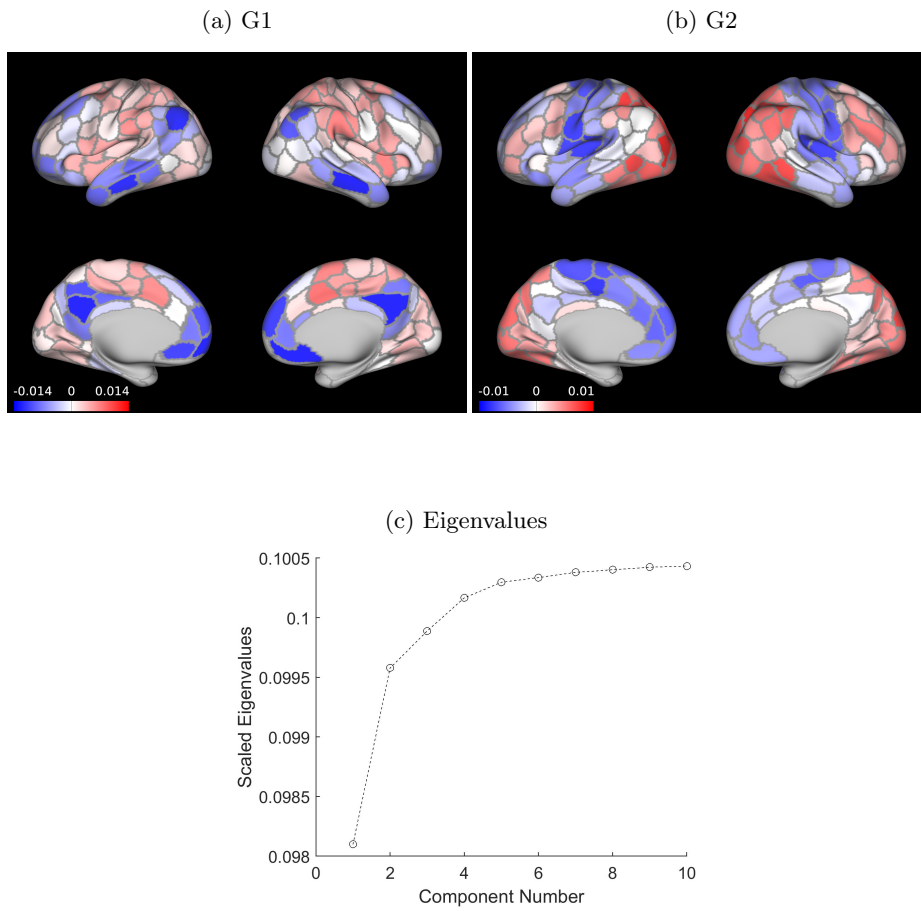 (a) G1
(b) G2
-0.014 0 0.014
-0.01 0 0.01
(c) Eigenvalues
0.1005
0.1
0.0995
0.099
0.0985
0.098
Scaled Eigenvalues
0 2 4 6 8 10
Component Number